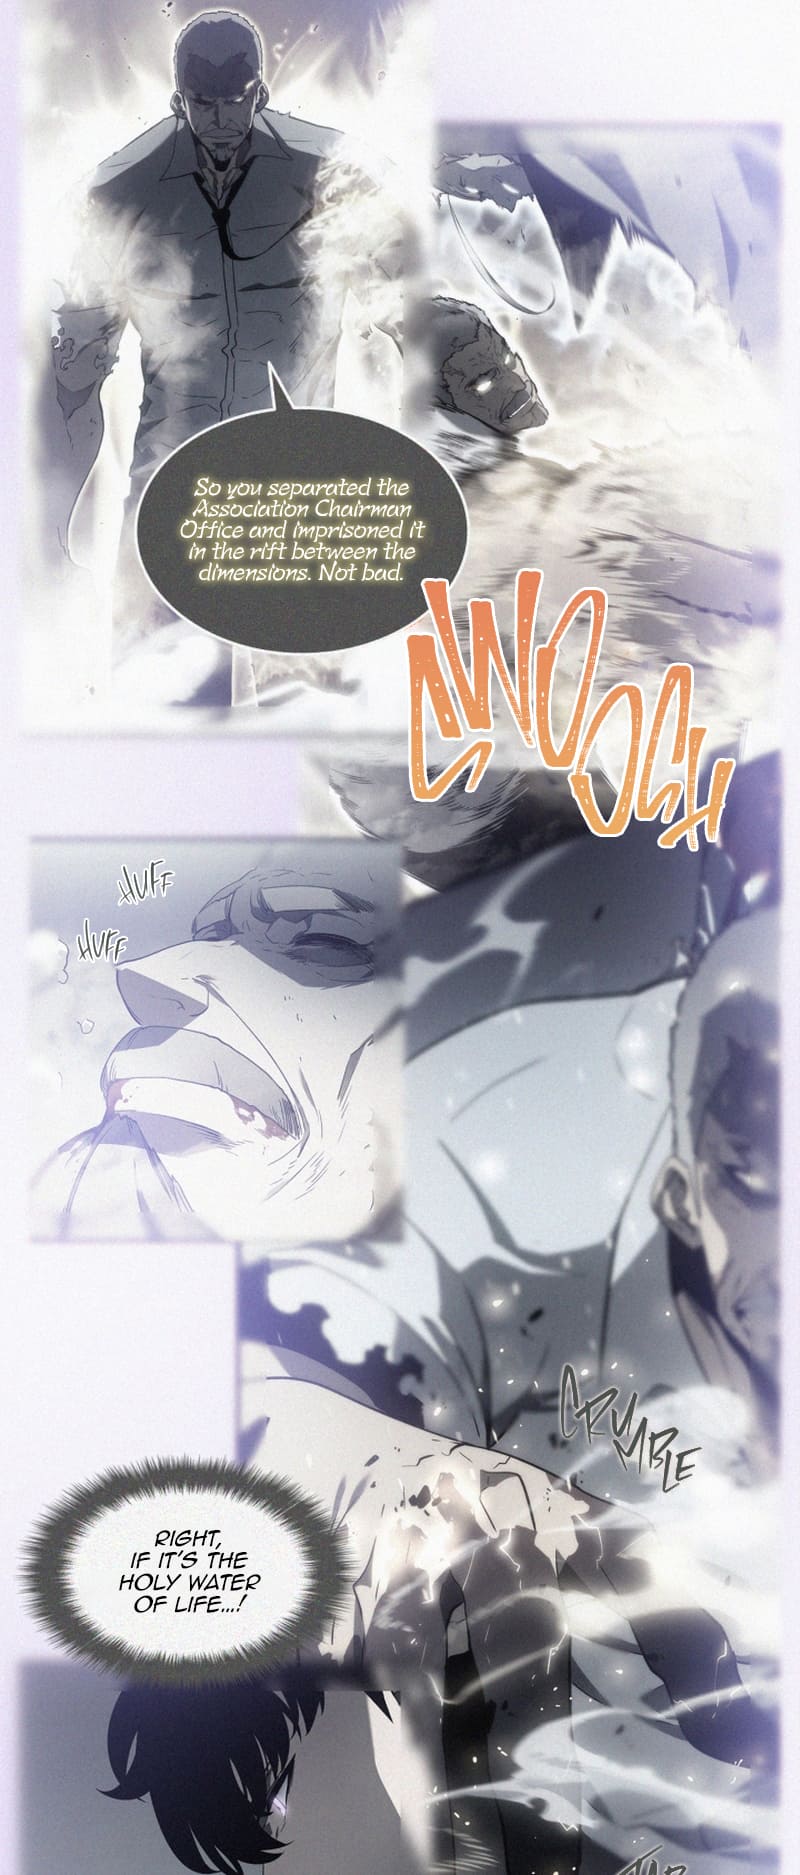 So you separated the
Association Chairman
Office and imprisoned it
in the rift between the
dimensions. Not bad.
GWOOGH
HUFF
HUFF
CRUMBLE
RIGHT,
IF IT'S THE
HOLY WATER
OF LIFE...!